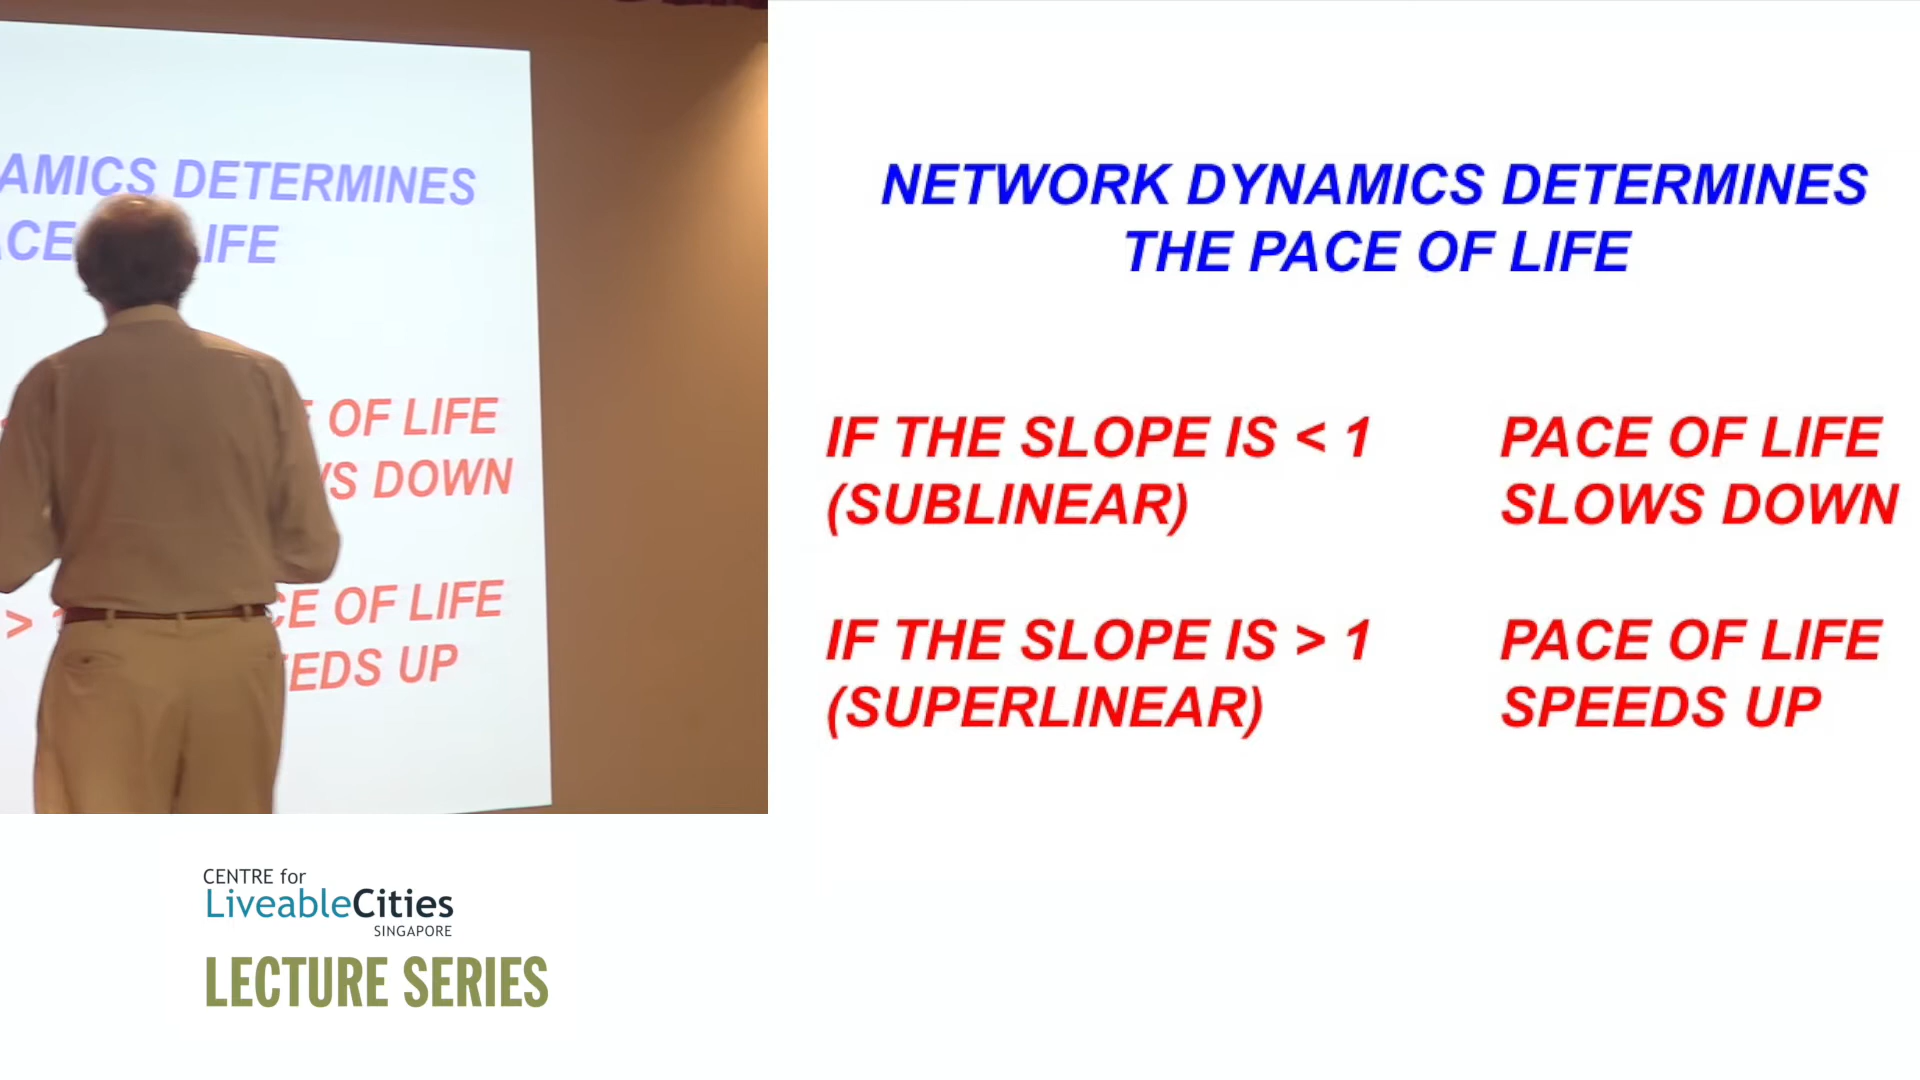 AMICS DETERMINES
IFE
OF LIFE
S DOWN
> 
CE OF LIFE
EEDS UP
NETWORK DYNAMICS DETERMINES
THE PACE OF LIFE
IF THE SLOPE IS < 1 PACE OF LIFE
(SUBLINEAR) SLOWS DOWN
IF THE SLOPE IS > 1 PACE OF LIFE
(SUPERLINEAR) SPEEDS UP
CENTRE for
LiveableCities
SINGAPORE
LECTURE SERIES